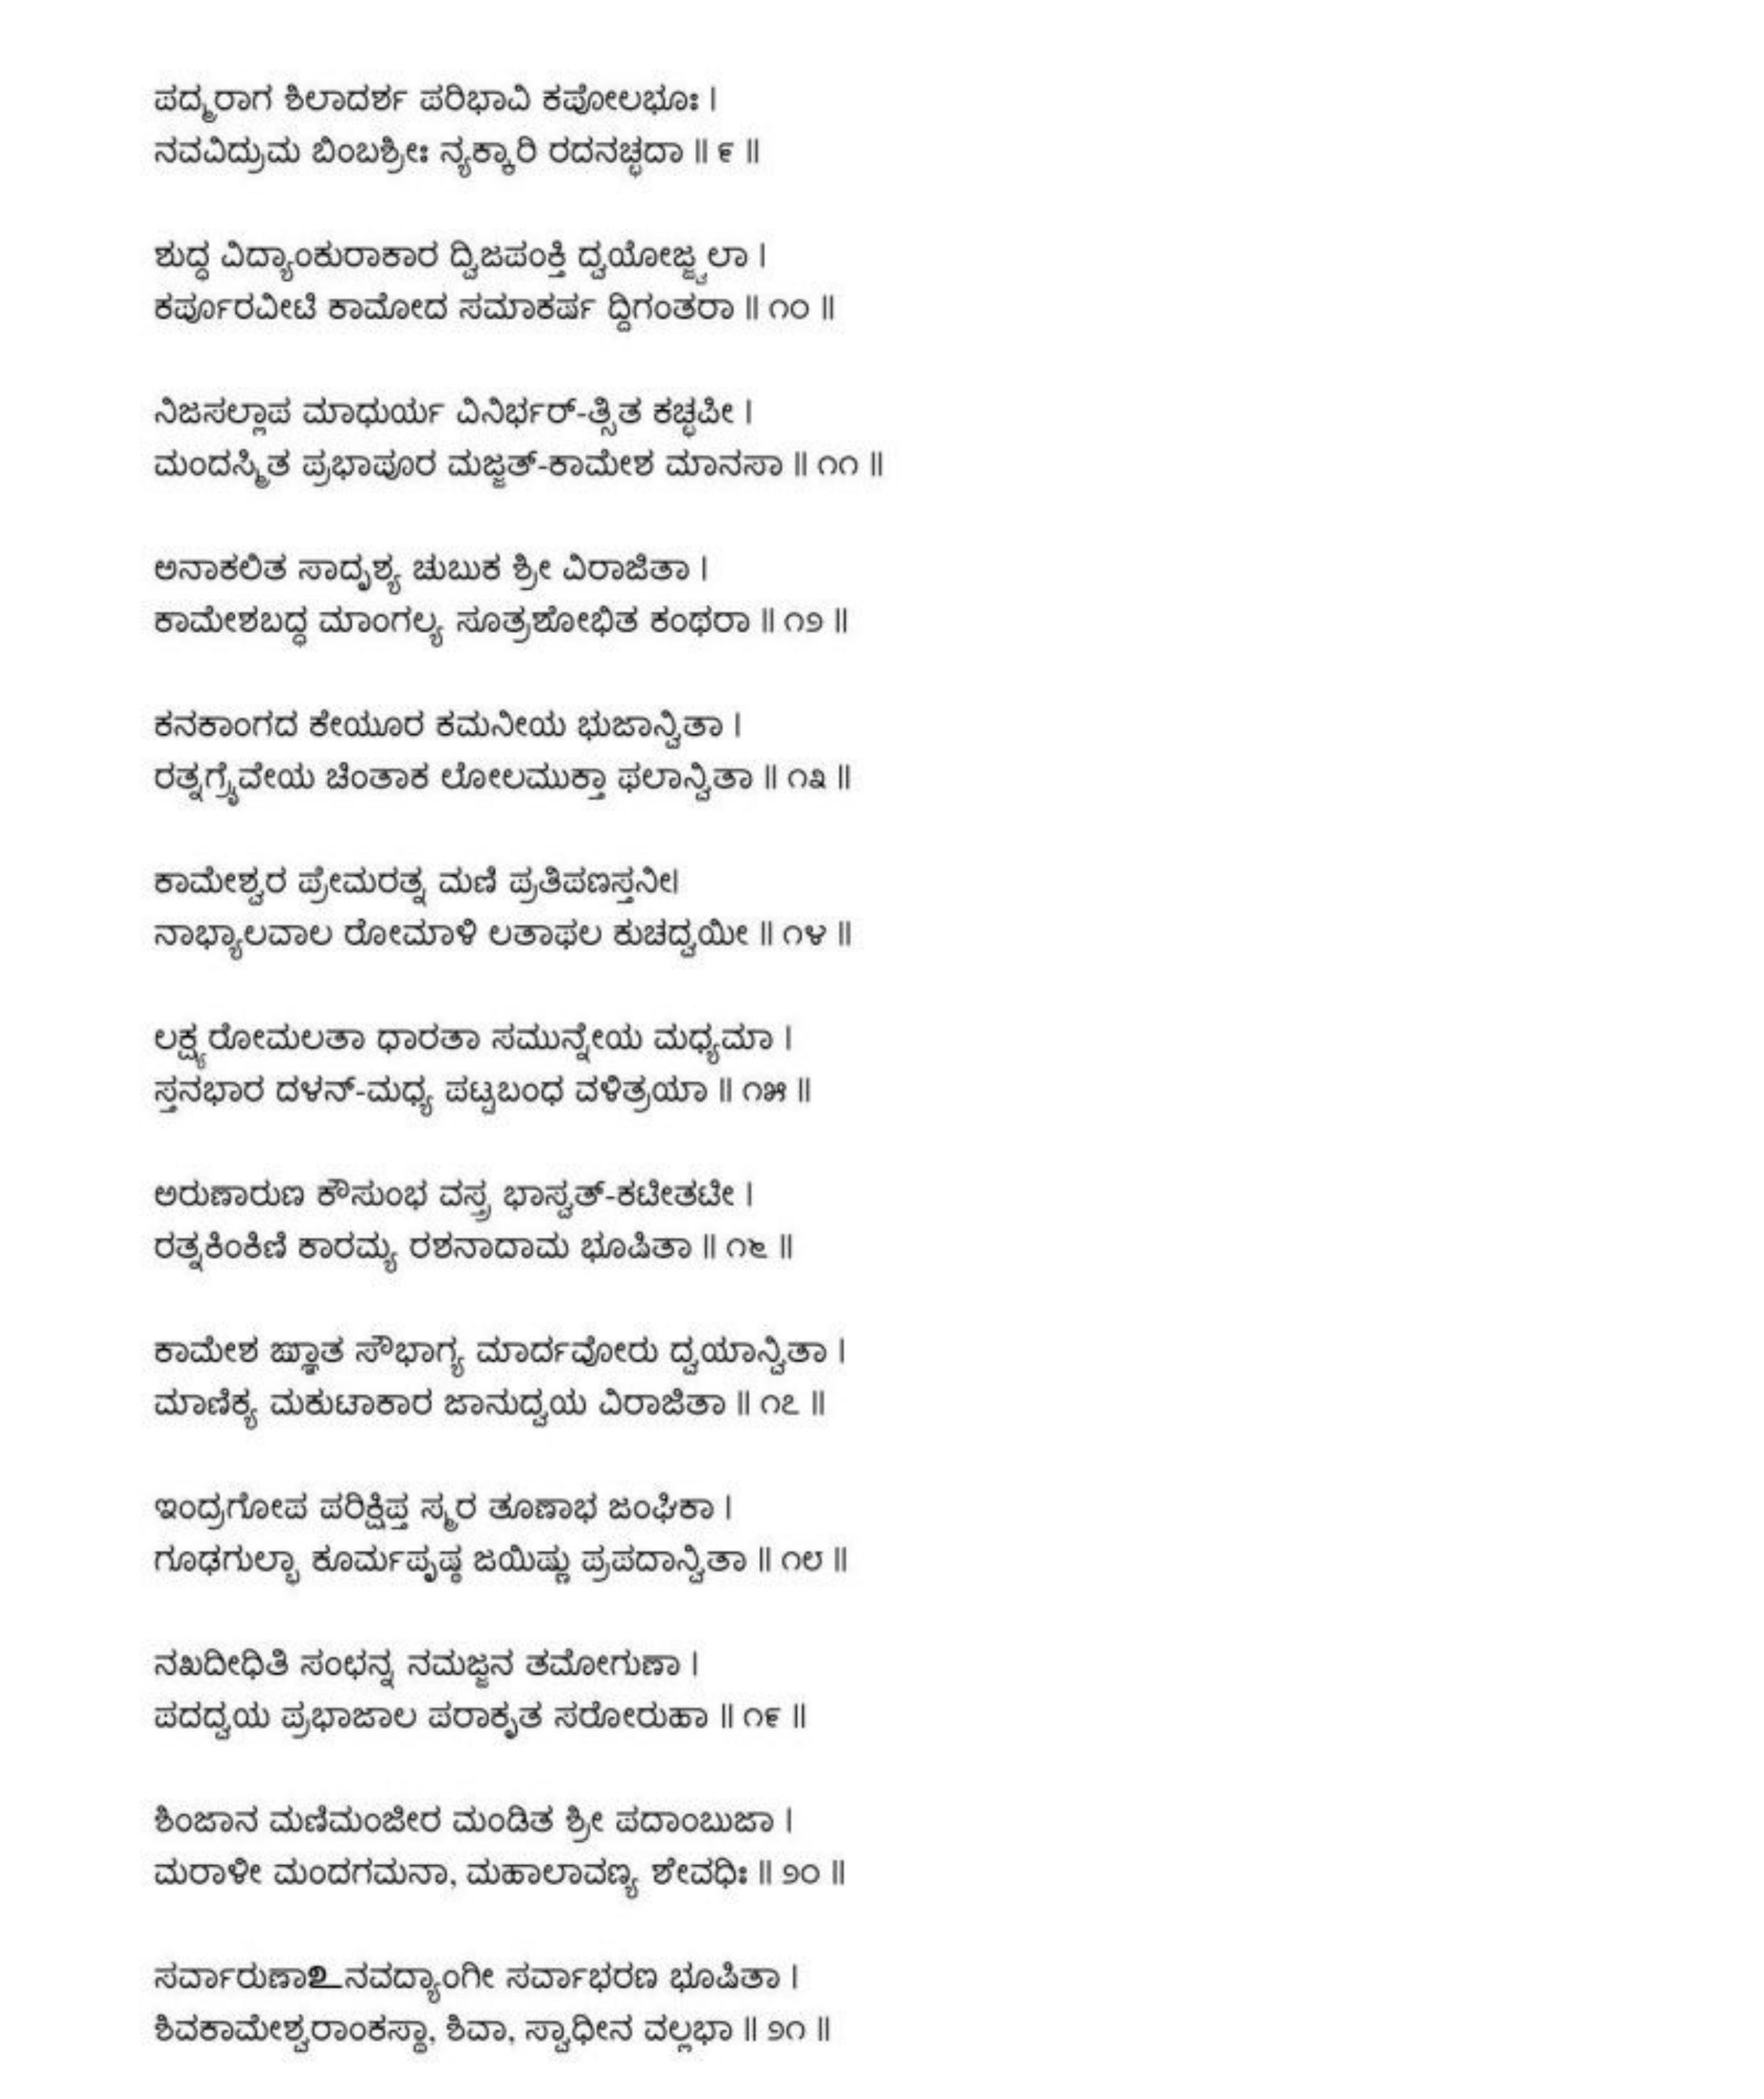 ಪದ್ಮರಾಗ ಶಿಲಾದರ್ಶ ಪರಿಭಾವಿ ಕಪೋಲಭೂಃ |
ನವವಿದ್ರುಮ ಬಿಂಬಶ್ರೀಃ ನ್ಯಕ್ಕಾರಿ ರದನಚ್ಛದಾ || ೯ ||
ಶುದ್ಧ ವಿದ್ಯಾಂಕುರಾಕಾರ ದ್ವಿಜಪಂಕ್ತಿ ದ್ವಯೋಜ್ಜ್ವಲಾ |
ಕರ್ಪೂರವೀಟಿ ಕಾಮೋದ ಸಮಾಕರ್ಷ ದ್ದಿಗಂತರಾ || ೧೦ ||
ನಿಜಸಲ್ಲಾಪ ಮಾಧುರ್ಯ ವಿನಿರ್ಭರ್-ತ್ಸಿತ ಕಚ್ಛಪೀ |
ಮಂದಸ್ಮಿತ ಪ್ರಭಾಪೂರ ಮಜ್ಜತ್-ಕಾಮೇಶ ಮಾನಸಾ || ೧೧ ||
ಅನಾಕಲಿತ ಸಾದೃಶ್ಯ ಚುಬುಕ ಶ್ರೀ ವಿರಾಜಿತಾ |
ಕಾಮೇಶಬದ್ಧ ಮಾಂಗಲ್ಯ ಸೂತ್ರಶೋಭಿತ ಕಂಥರಾ || ೧೨ ||
ಕನಕಾಂಗದ ಕೇಯೂರ ಕಮನೀಯ ಭುಜಾನ್ವಿತಾ |
ರತ್ನಗ್ರೈವೇಯ ಚಿಂತಾಕ ಲೋಲಮುಕ್ತಾ ಫಲಾನ್ವಿತಾ || ೧೩ ||
ಕಾಮೇಶ್ವರ ಪ್ರೇಮರತ್ನ ಮಣಿ ಪ್ರತಿಪಣಸ್ತನೀ|
ನಾಭ್ಯಾಲವಾಲ ರೋಮಾಳಿ ಲತಾಫಲ ಕುಚದ್ವಯೀ || ೧೪ ||
ಲಕ್ಷ್ಯರೋಮಲತಾ ಧಾರತಾ ಸಮುನ್ನೇಯ ಮಧ್ಯಮಾ |
ಸ್ತನಭಾರ ದಳನ್-ಮಧ್ಯ ಪಟ್ಟಬಂಧ ವಳಿತ್ರಯಾ || ೧೫ ||
ಅರುಣಾರುಣ ಕೌಸುಂಭ ವಸ್ತ್ರ ಭಾಸ್ವತ್-ಕಟೀತಟೀ |
ರತ್ನಕಿಂಕಿಣಿ ಕಾರಮ್ಯ ರಶನಾದಾಮ ಭೂಷಿತಾ || ೧೬ ||
ಕಾಮೇಶ ಙ್ಞಾತ ಸೌಭಾಗ್ಯ ಮಾರ್ದವೋರು ದ್ವಯಾನ್ವಿತಾ |
ಮಾಣಿಕ್ಯ ಮಕುಟಾಕಾರ ಜಾನುದ್ವಯ ವಿರಾಜಿತಾ || ೧೭ ||
ಇಂದ್ರಗೋಪ ಪರಿಕ್ಷಿಪ್ತ ಸ್ಮರ ತೂಣಾಭ ಜಂಘಿಕಾ |
ಗೂಢಗುಲ್ಭಾ ಕೂರ್ಮಪೃಷ್ಠ ಜಯಿಷ್ಣು ಪ್ರಪದಾನ್ವಿತಾ || ೧೮ ||
ನಖದೀಧಿತಿ ಸಂಛನ್ನ ನಮಜ್ಜನ ತಮೋಗುಣಾ |
ಪದದ್ವಯ ಪ್ರಭಾಜಾಲ ಪರಾಕೃತ ಸರೋರುಹಾ || ೧೯ ||
ಶಿಂಜಾನ ಮಣಿಮಂಜೀರ ಮಂಡಿತ ಶ್ರೀ ಪದಾಂಬುಜಾ |
ಮರಾಳೀ ಮಂದಗಮನಾ, ಮಹಾಲಾವಣ್ಯ ಶೇವಧಿಃ || ೨೦ ||
ಸರ್ವಾರುಣಾಽನವದ್ಯಾಂಗೀ ಸರ್ವಾಭರಣ ಭೂಷಿತಾ |
ಶಿವಕಾಮೇಶ್ವರಾಂಕಸ್ಥಾ, ಶಿವಾ, ಸ್ವಾಧೀನ ವಲ್ಲಭಾ || ೨೧ ||